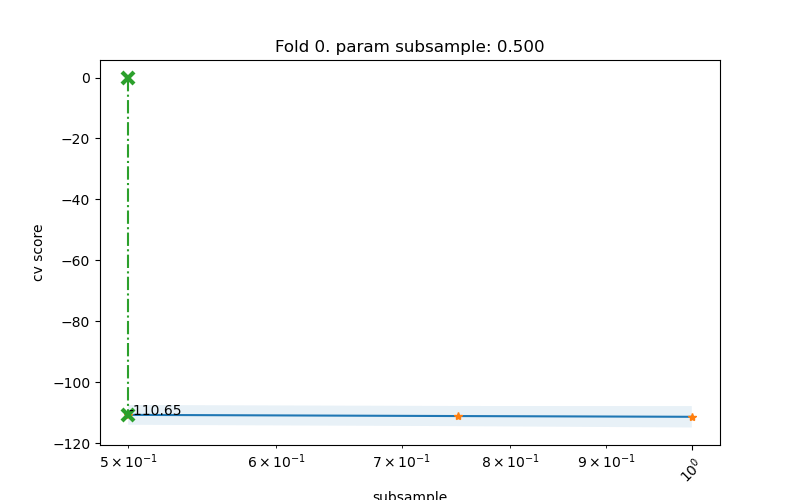 Fold 0. param subsample: 0.500
cv score
0
−20
−40
−60
−80
−100
−120
-110.65
5 × 10⁻¹
6 × 10⁻¹
7 × 10⁻¹
8 × 10⁻¹
9 × 10⁻¹
10⁰
subsample